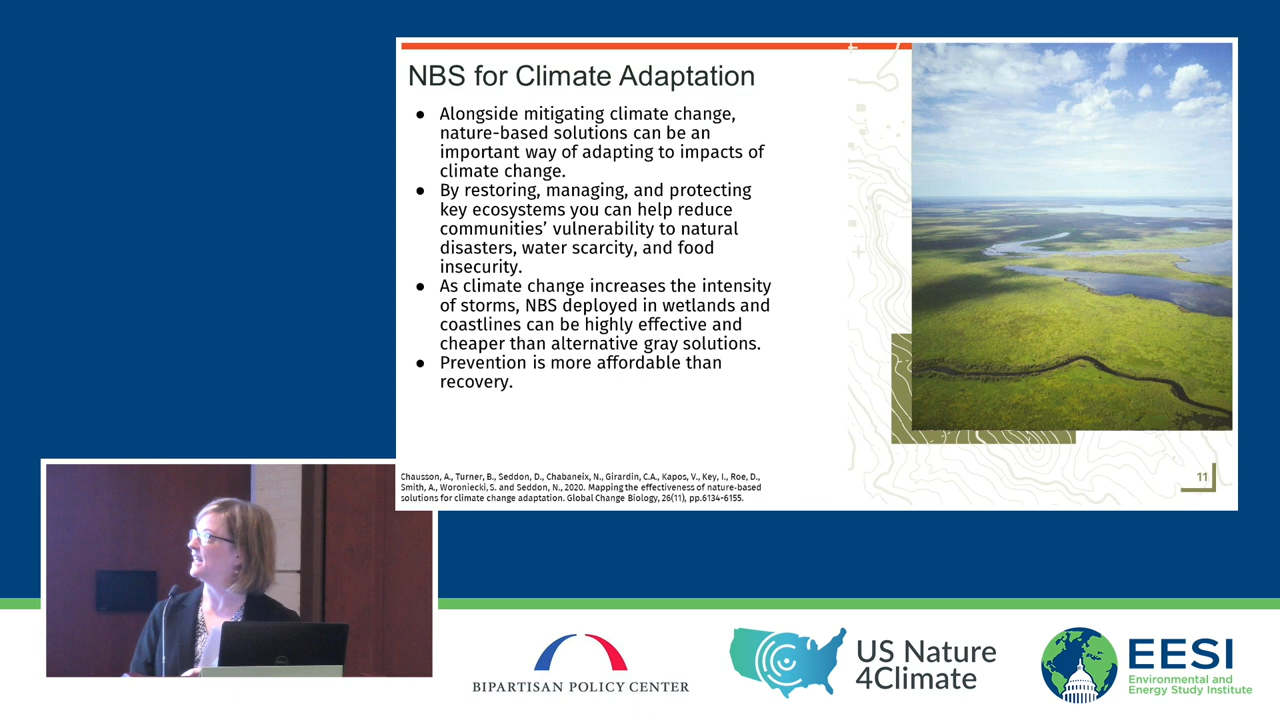 NBS for Climate Adaptation
● Alongside mitigating climate change,
nature-based solutions can be an
important way of adapting to impacts of
climate change.
● By restoring, managing, and protecting
key ecosystems you can help reduce
communities’ vulnerability to natural
disasters, water scarcity, and food
insecurity.
● As climate change increases the intensity
of storms, NBS deployed in wetlands and
coastlines can be highly effective and
cheaper than alternative gray solutions.
● Prevention is more affordable than
recovery.
Chausson, A., Turner, B., Seddon, D., Chabaneix, N., Girardin, C.A., Kapos, V., Key, I., Roe, D.,
Smith, A., Woroniecki, S. and Seddon, N., 2020. Mapping the effectiveness of nature-based
solutions for climate change adaptation. Global Change Biology, 26(11), pp.6134-6155.
11
BIPARTISAN POLICY CENTER
US Nature
4Climate
EESI
Environmental and
Energy Study Institute